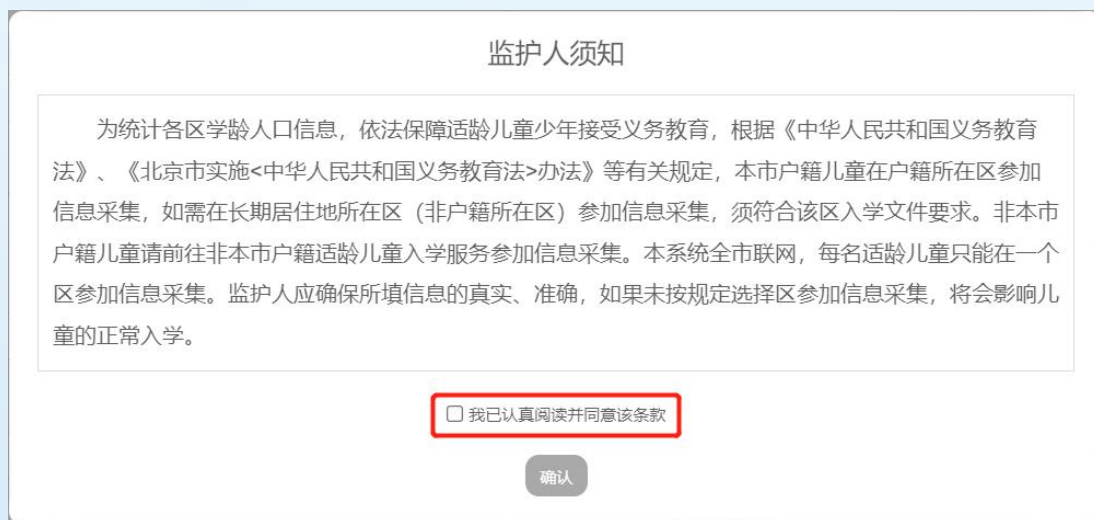 监护人须知
为统计各区学龄人口信息，依法保障适龄儿童少年接受义务教育，根据《中华人民共和国义务教育
法》、《北京市实施<中华人民共和国义务教育法>办法》等有关规定，本市户籍儿童在户籍所在区参加
信息采集，如需在长期居住地所在区（非户籍所在区）参加信息采集，须符合该区入学文件要求。非本市
户籍儿童请前往非本市户籍适龄儿童入学服务参加信息采集。本系统全市联网，每名适龄儿童只能在一个
区参加信息采集。监护人应确保所填信息的真实、准确，如果未按规定选择区参加信息采集，将会影响儿
童的正常入学。
我已认真阅读并同意该条款
确认